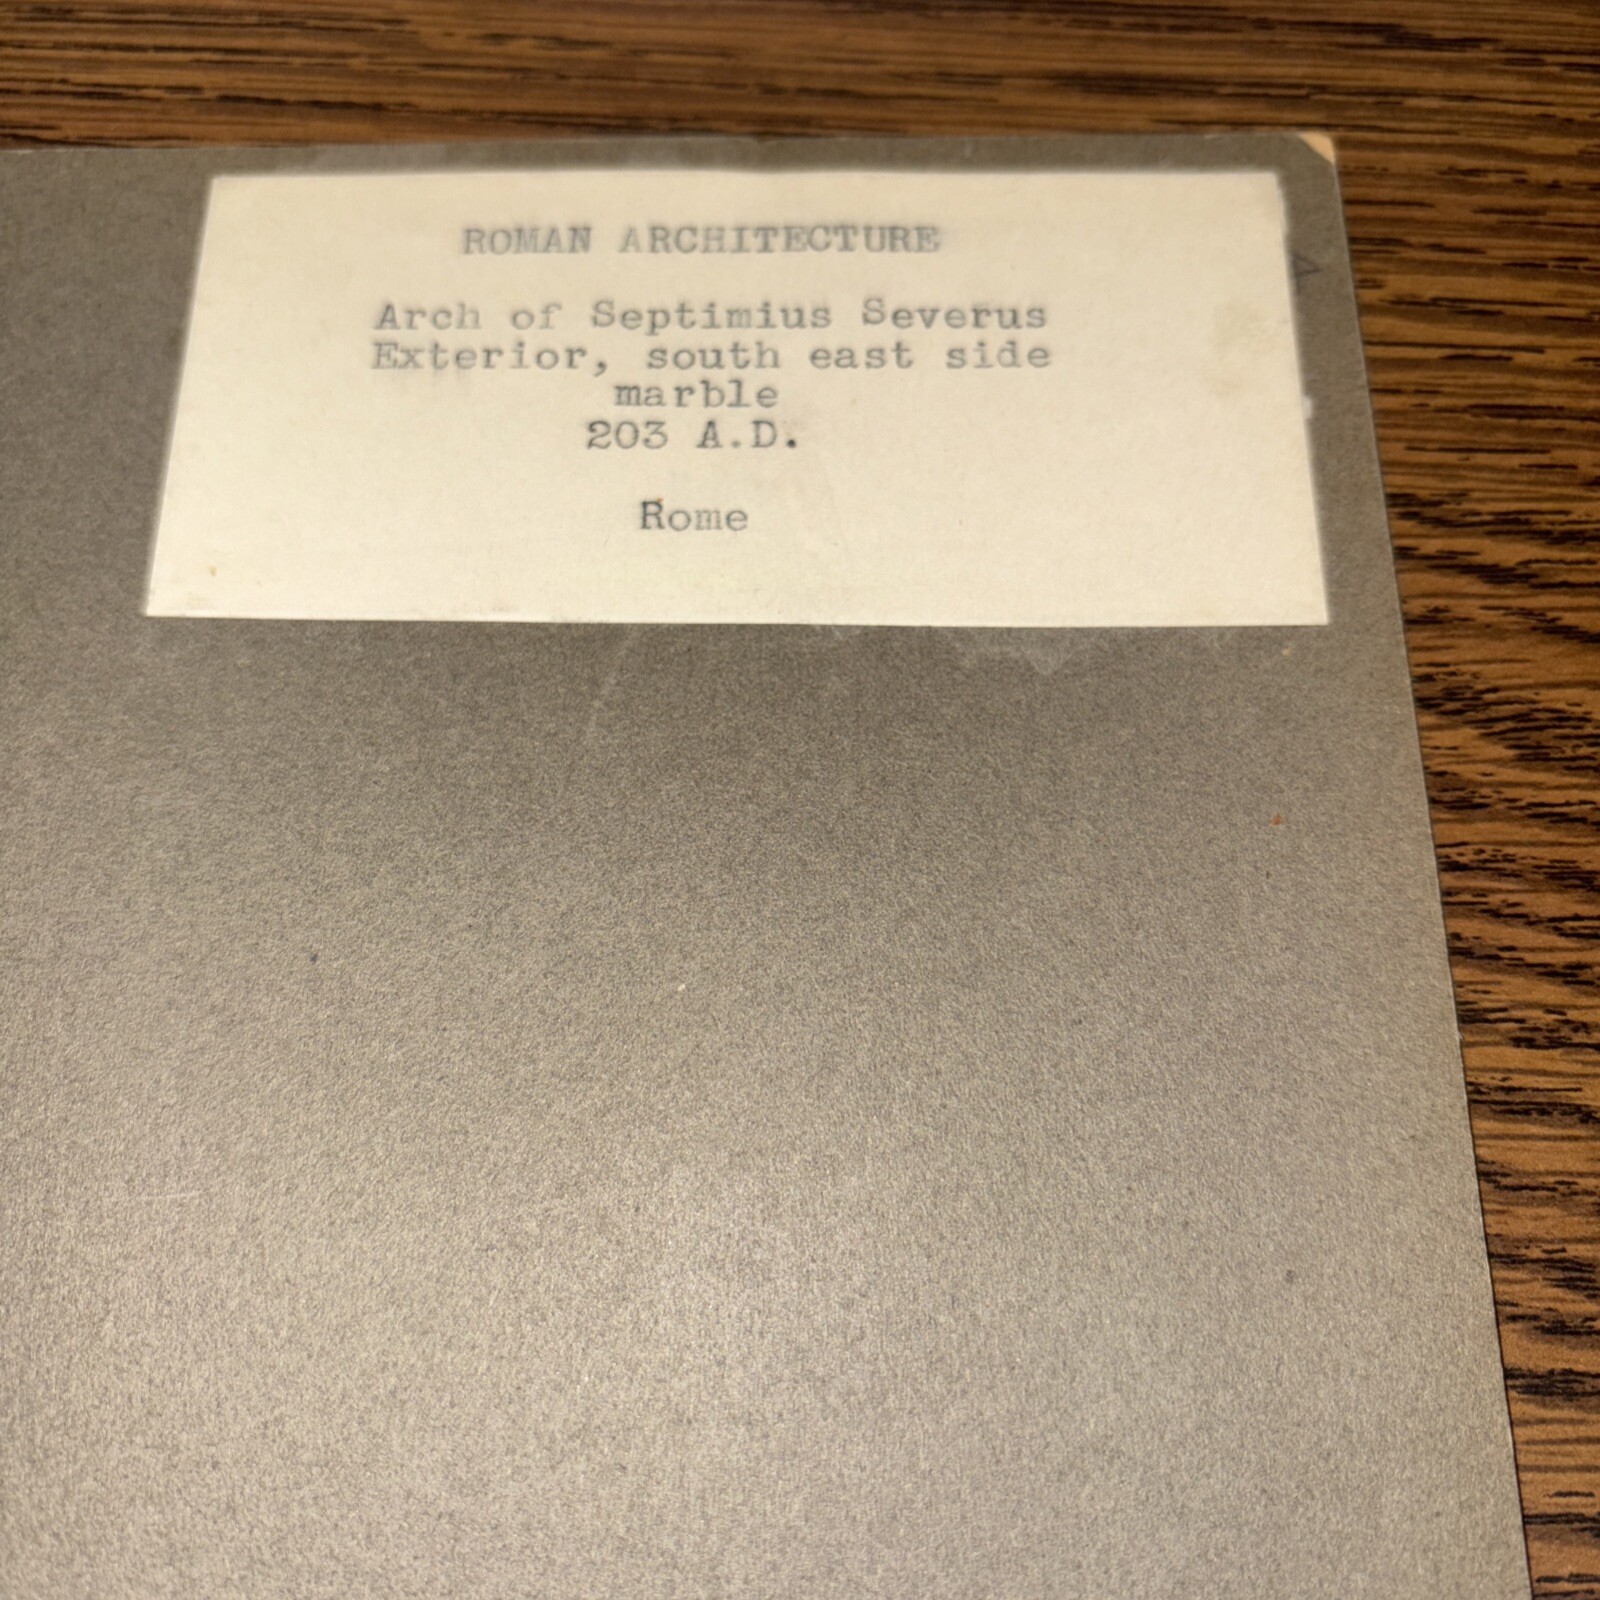 ROMAN ARCHITECTURE
Arch of Septimius Severus
Exterior, south east side
marble
203 A.D.
Rome